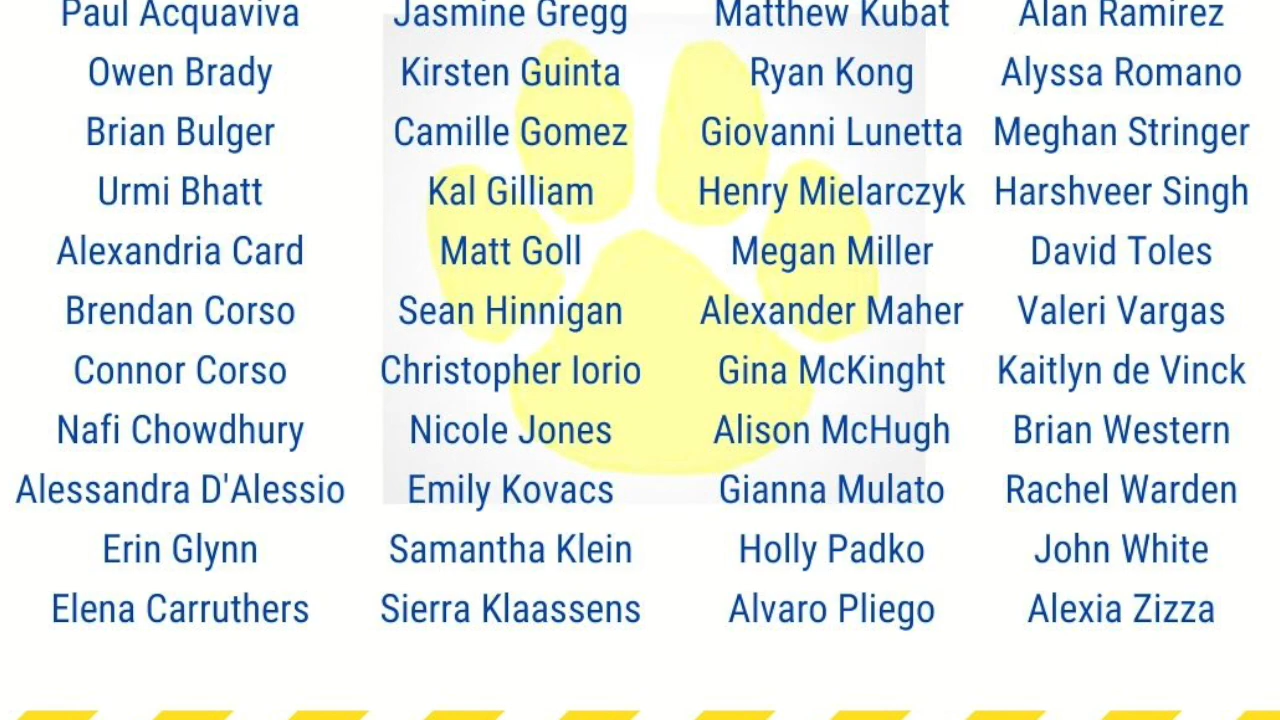 Paul Acquaviva Jasmine Gregg Matthew Kubat Alan Ramirez
Owen Brady Kirsten Guinta Ryan Kong Alyssa Romano
Brian Bulger Camille Gomez Giovanni Lunetta Meghan Stringer
Urmi Bhatt Kal Gilliam Henry Mielarczyk Harshveer Singh
Alexandria Card Matt Goll Megan Miller David Toles
Brendan Corso Sean Hinnigan Alexander Maher Valeri Vargas
Connor Corso Christopher Iorio Gina McKinght Kaitlyn de Vinck
Nafi Chowdhury Nicole Jones Alison McHugh Brian Western
Alessandra D'Alessio Emily Kovacs Gianna Mulato Rachel Warden
Erin Glynn Samantha Klein Holly Padko John White
Elena Carruthers Sierra Klaassens Alvaro Pliego Alexia Zizza